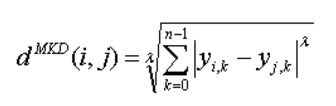 d^{MKD}(i, j) = \sqrt[\lambda]{\sum_{k=0}^{n-1} |y_{i,k} - y_{j,k}|^{\lambda}}